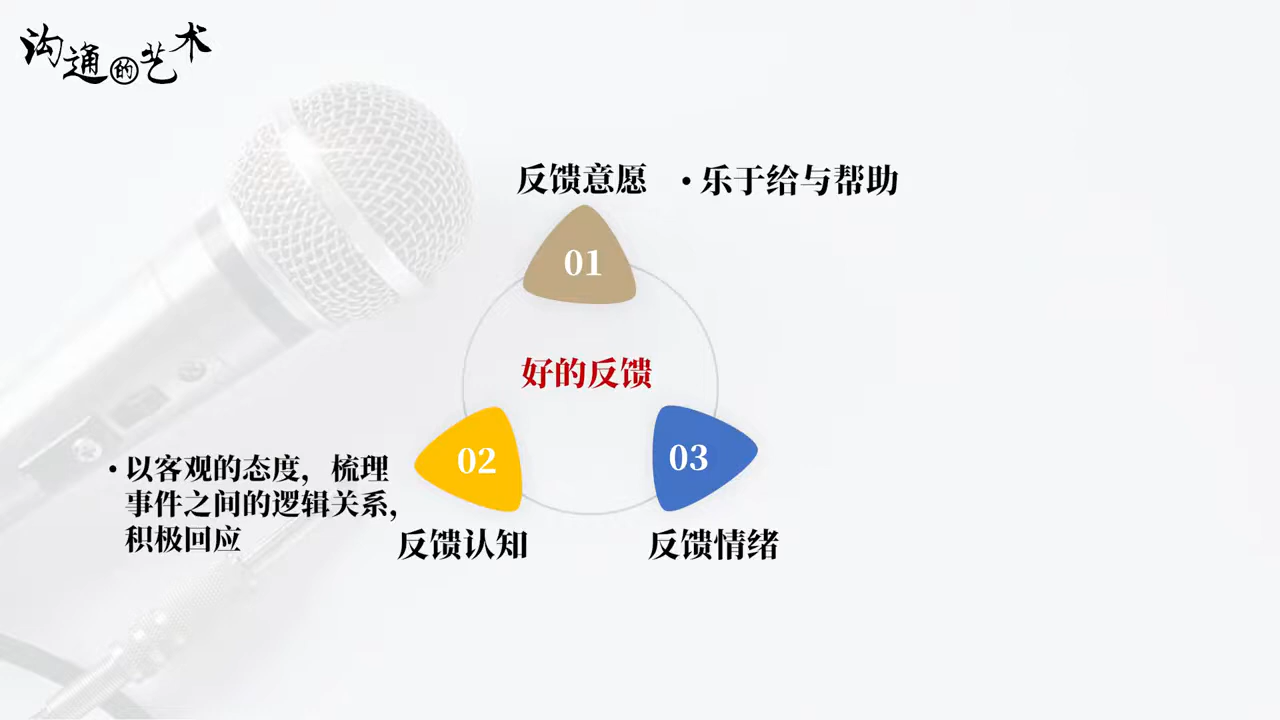 沟通的艺术
反馈意愿
• 乐于给与帮助
01
好的反馈
02
03
• 以客观的态度，梳理
事件之间的逻辑关系，
积极回应
反馈认知
反馈情绪